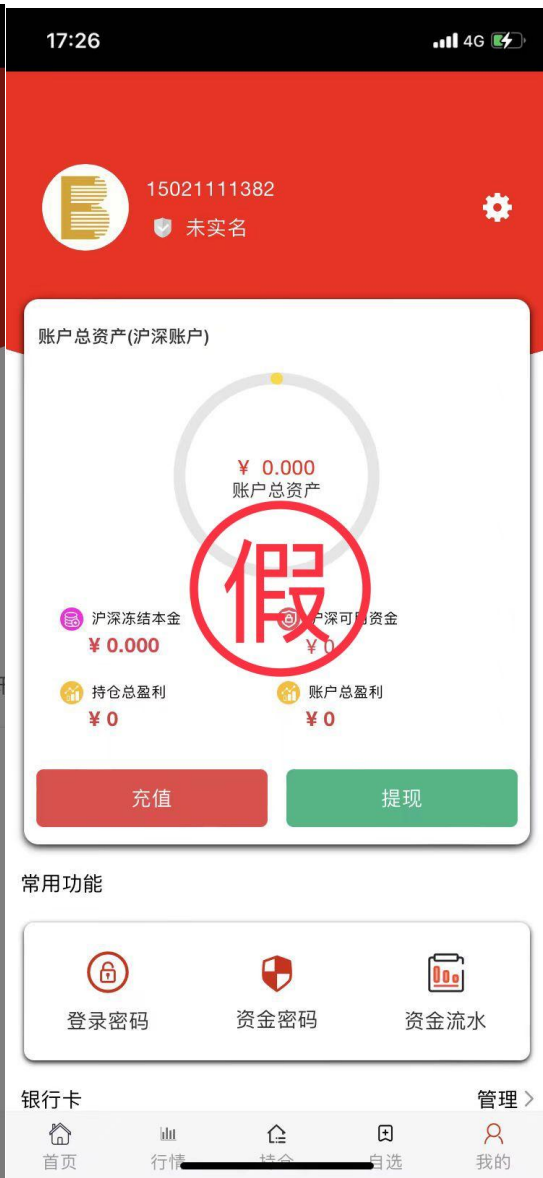 17:26
4G
15021111382
未实名
账户总资产(沪深账户)
¥ 0.000
账户总资产
假
沪深冻结本金
¥ 0.000
沪深可用资金
¥ 0
持仓总盈利
¥ 0
账户总盈利
¥ 0
充值
提现
常用功能
登录密码
资金密码
资金流水
银行卡
管理
首页
行情
持仓
自选
我的